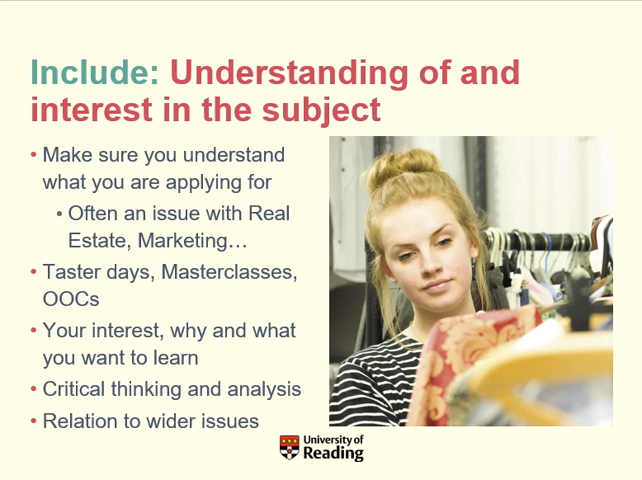 Include: Understanding of and
interest in the subject
• Make sure you understand
what you are applying for
• Often an issue with Real
Estate, Marketing…
• Taster days, Masterclasses,
OOCs
• Your interest, why and what
you want to learn
• Critical thinking and analysis
• Relation to wider issues
University of
Reading